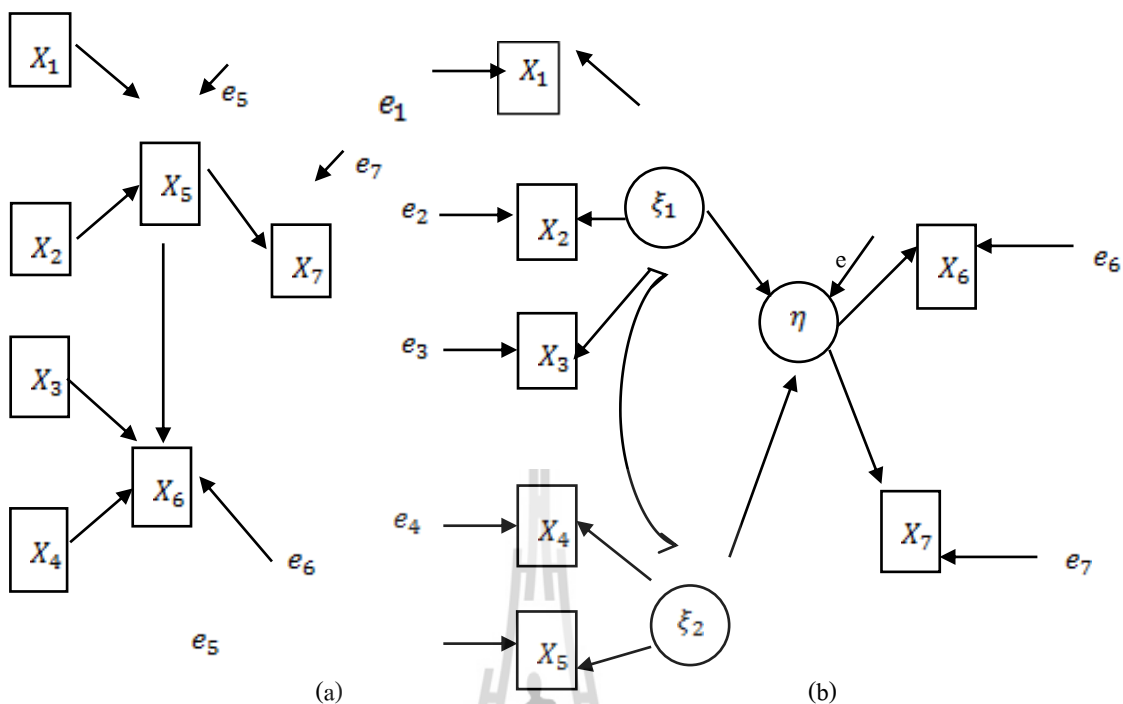 X₁
e₅
X₅
e₇
X₂
X₇
X₃
X₆
X₄
e₆
e₅
(a)
e₁
X₁
e₂
X₂
ξ₁
e
X₆
e₆
η
e₃
X₃
e₄
X₄
X₇
e₇
ξ₂
X₅
(b)